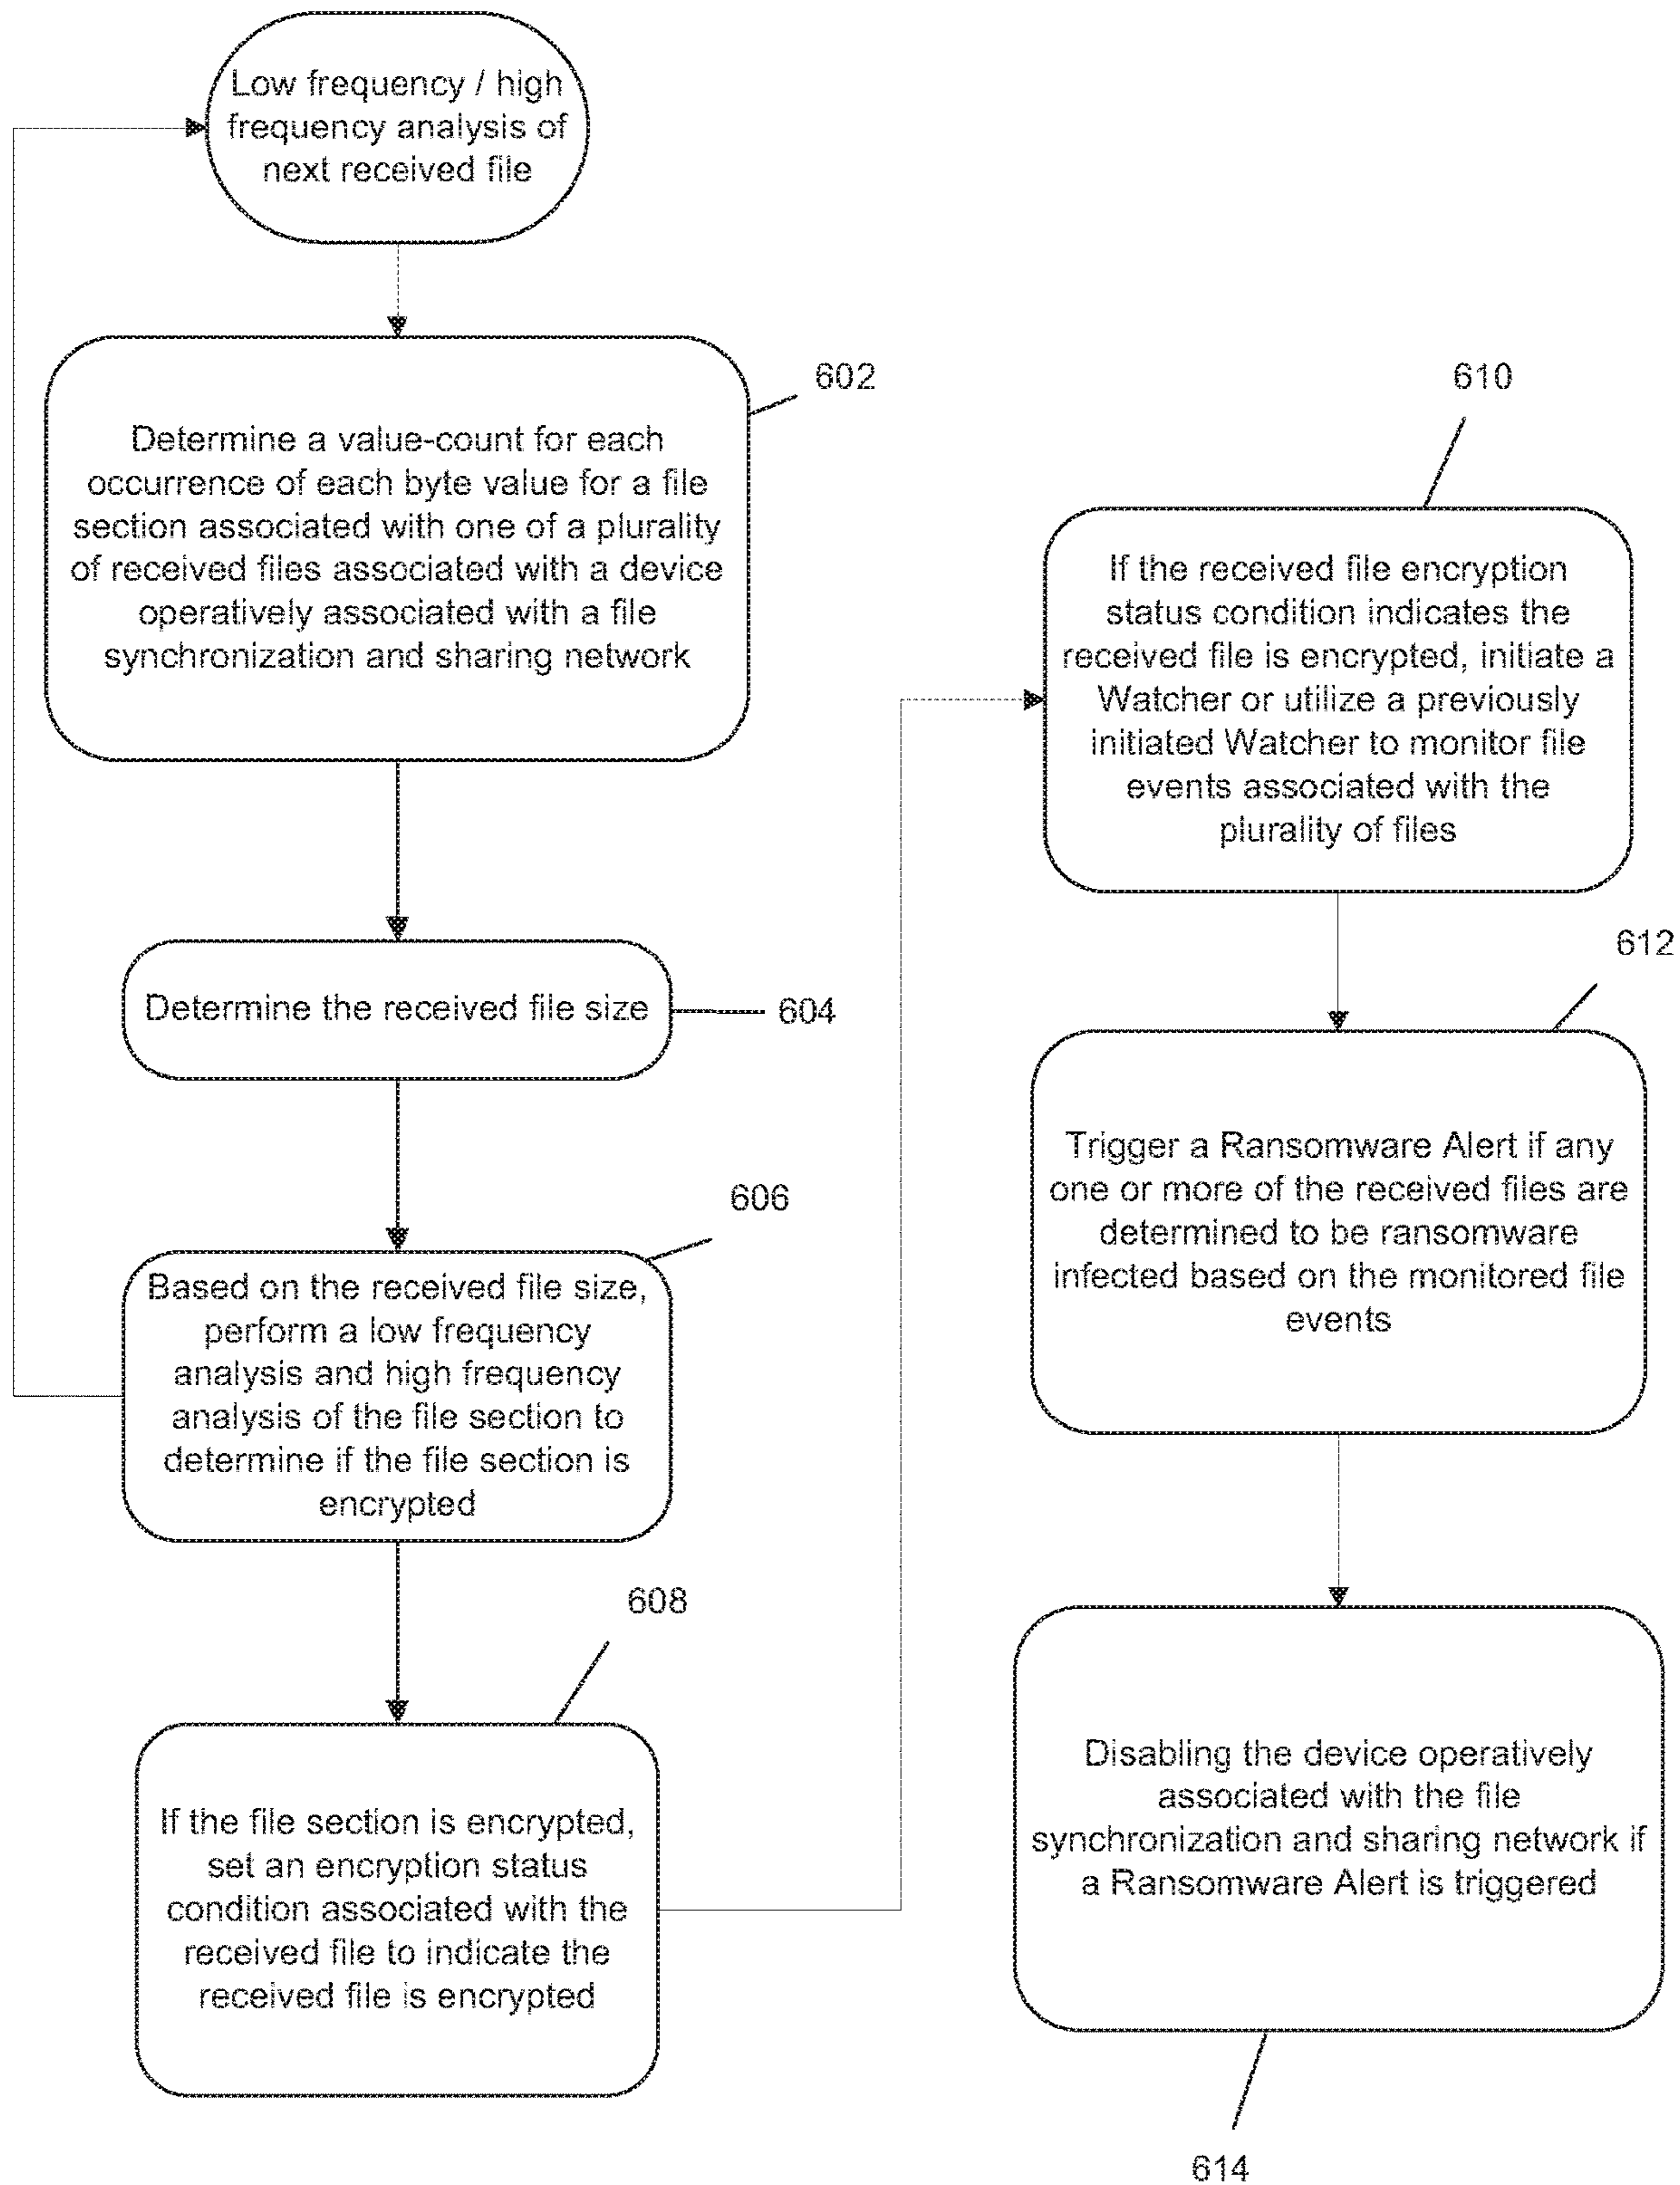 Low frequency / high
frequency analysis of
next received file
602
Determine a value-count for each
occurrence of each byte value for a file
section associated with one of a plurality
of received files associated with a device
operatively associated with a file
synchronization and sharing network
Determine the received file size
604
606
Based on the received file size,
perform a low frequency
analysis and high frequency
analysis of the file section to
determine if the file section is
encrypted
608
If the file section is encrypted,
set an encryption status
condition associated with the
received file to indicate the
received file is encrypted
610
If the received file encryption
status condition indicates the
received file is encrypted, initiate a
Watcher or utilize a previously
initiated Watcher to monitor file
events associated with the
plurality of files
612
Trigger a Ransomware Alert if any
one or more of the received files are
determined to be ransomware
infected based on the monitored file
events
Disabling the device operatively
associated with the file
synchronization and sharing network if
a Ransomware Alert is triggered
614